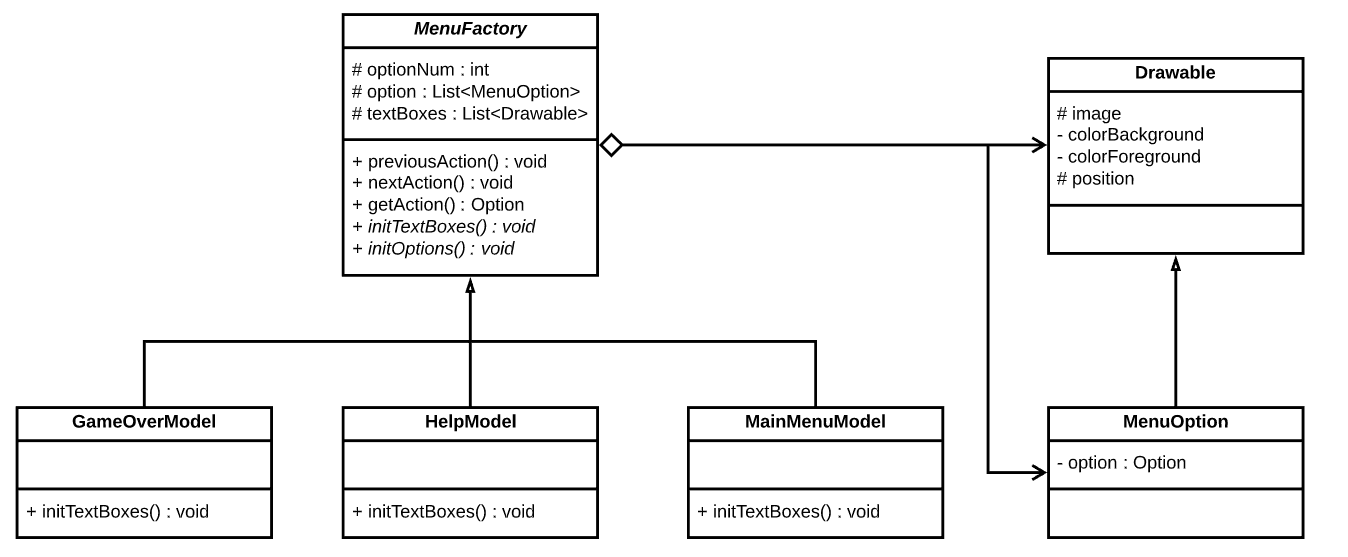 MenuFactory
# optionNum : int
# option : List<MenuOption>
# textBoxes : List<Drawable>
+ previousAction() : void
+ nextAction() : void
+ getAction() : Option
+ initTextBoxes() : void
+ initOptions() : void
Drawable
# image
- colorBackground
- colorForeground
# position
GameOverModel
+ initTextBoxes() : void
HelpModel
+ initTextBoxes() : void
MainMenuModel
+ initTextBoxes() : void
MenuOption
- option : Option